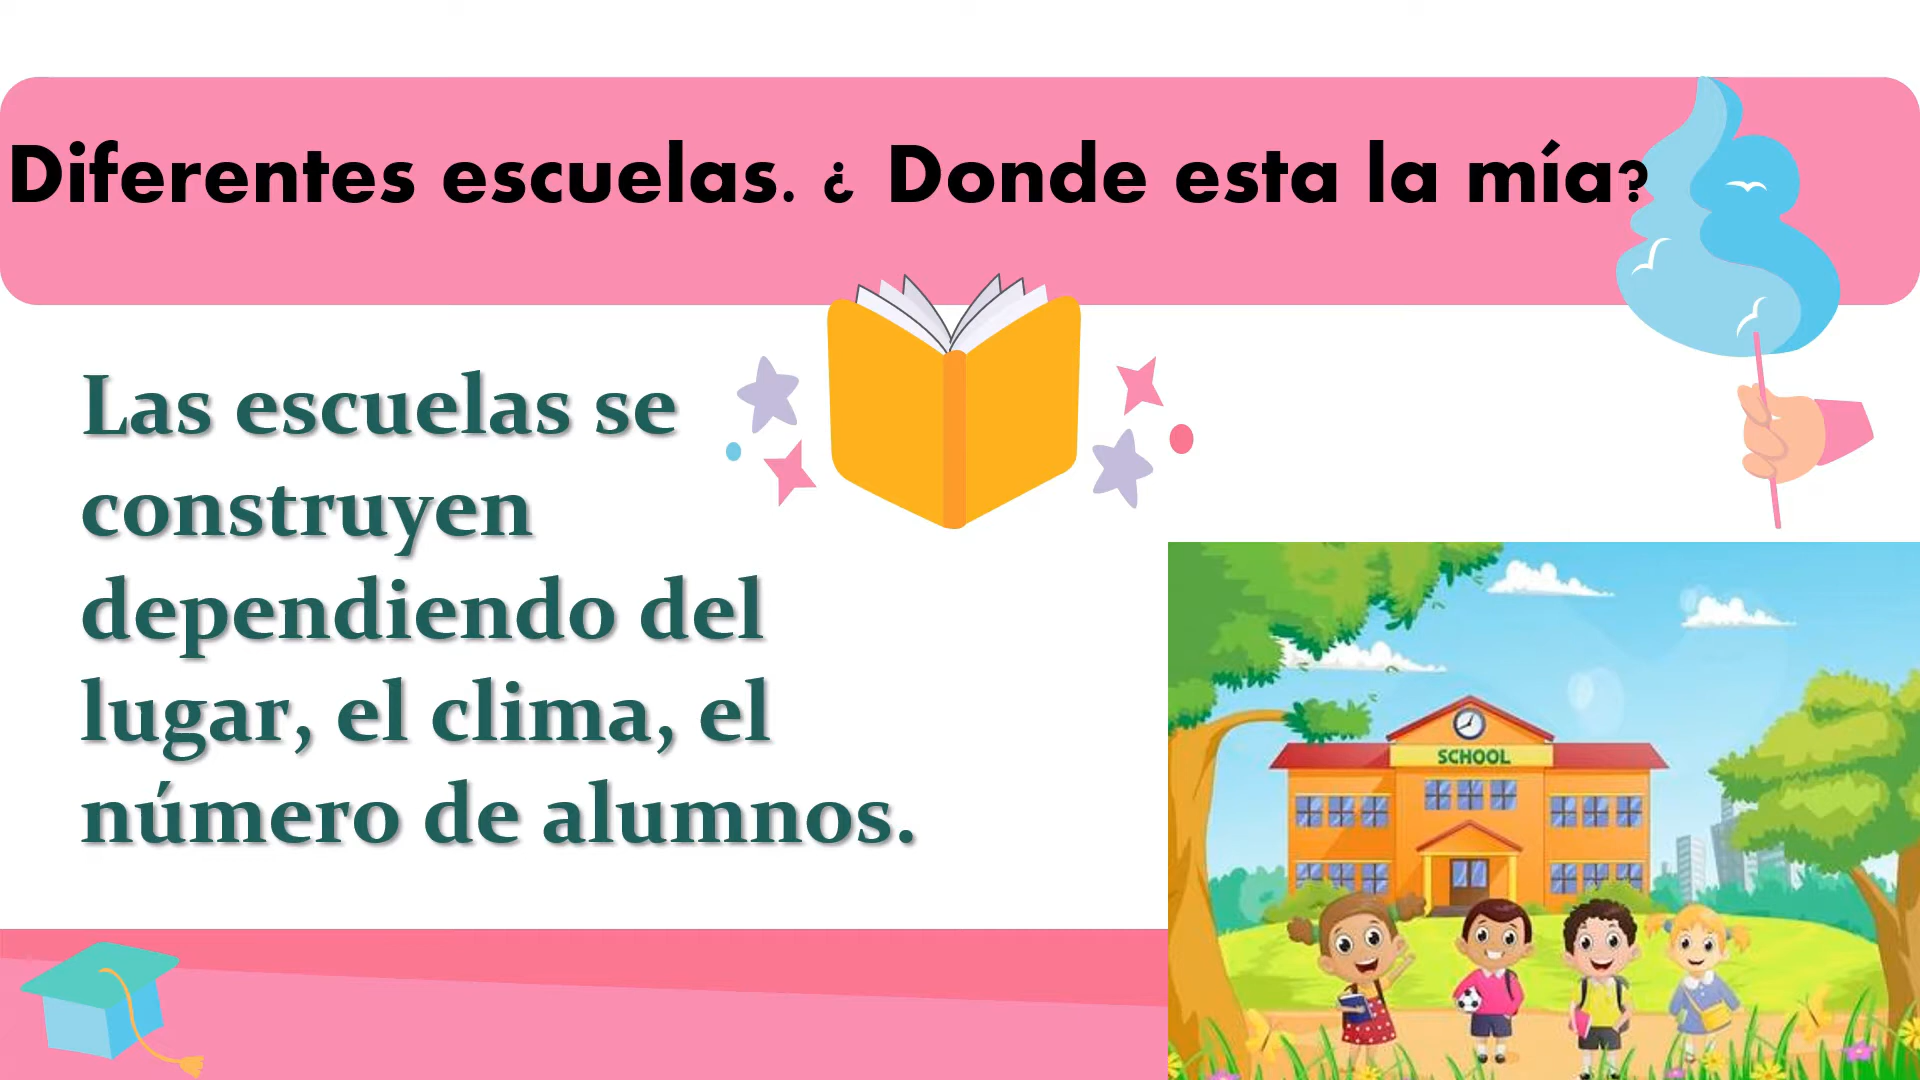 Diferentes escuelas. ¿ Donde esta la mía?
Las escuelas se
construyen
dependiendo del
lugar, el clima, el
número de alumnos.
SCHOOL